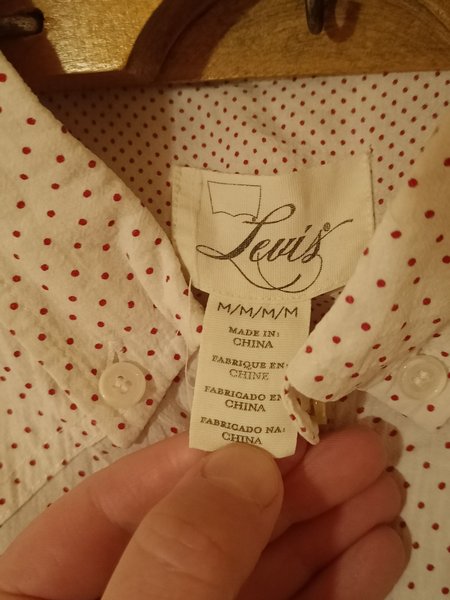 Levi's®
M/M/M/M
MADE IN:
CHINA
FABRIQUE EN:
CHINE
FABRICADO EN:
CHINA
FABRICADO NA:
CHINA